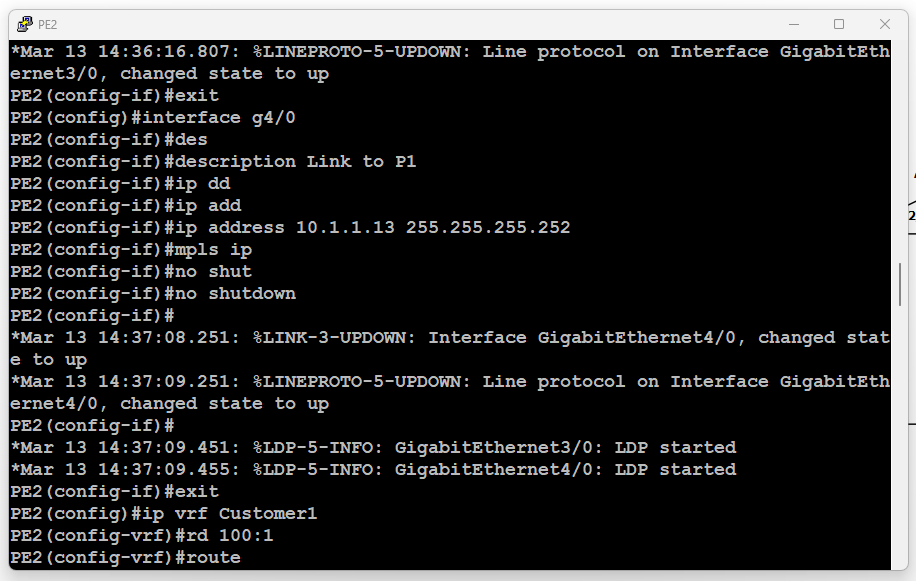 PE2
*Mar 13 14:36:16.807: %LINEPROTO-5-UPDOWN: Line protocol on Interface GigabitEth
ernet3/0, changed state to up
PE2(config-if)#exit
PE2(config)#interface g4/0
PE2(config-if)#des
PE2(config-if)#description Link to P1
PE2(config-if)#ip dd
PE2(config-if)#ip add
PE2(config-if)#ip address 10.1.1.13 255.255.255.252
PE2(config-if)#mpls ip
PE2(config-if)#no shut
PE2(config-if)#no shutdown
PE2(config-if)#
*Mar 13 14:37:08.251: %LINK-3-UPDOWN: Interface GigabitEthernet4/0, changed stat
e to up
*Mar 13 14:37:09.251: %LINEPROTO-5-UPDOWN: Line protocol on Interface GigabitEth
ernet4/0, changed state to up
PE2(config-if)#
*Mar 13 14:37:09.451: %LDP-5-INFO: GigabitEthernet3/0: LDP started
*Mar 13 14:37:09.455: %LDP-5-INFO: GigabitEthernet4/0: LDP started
PE2(config-if)#exit
PE2(config)#ip vrf Customer1
PE2(config-vrf)#rd 100:1
PE2(config-vrf)#route
2